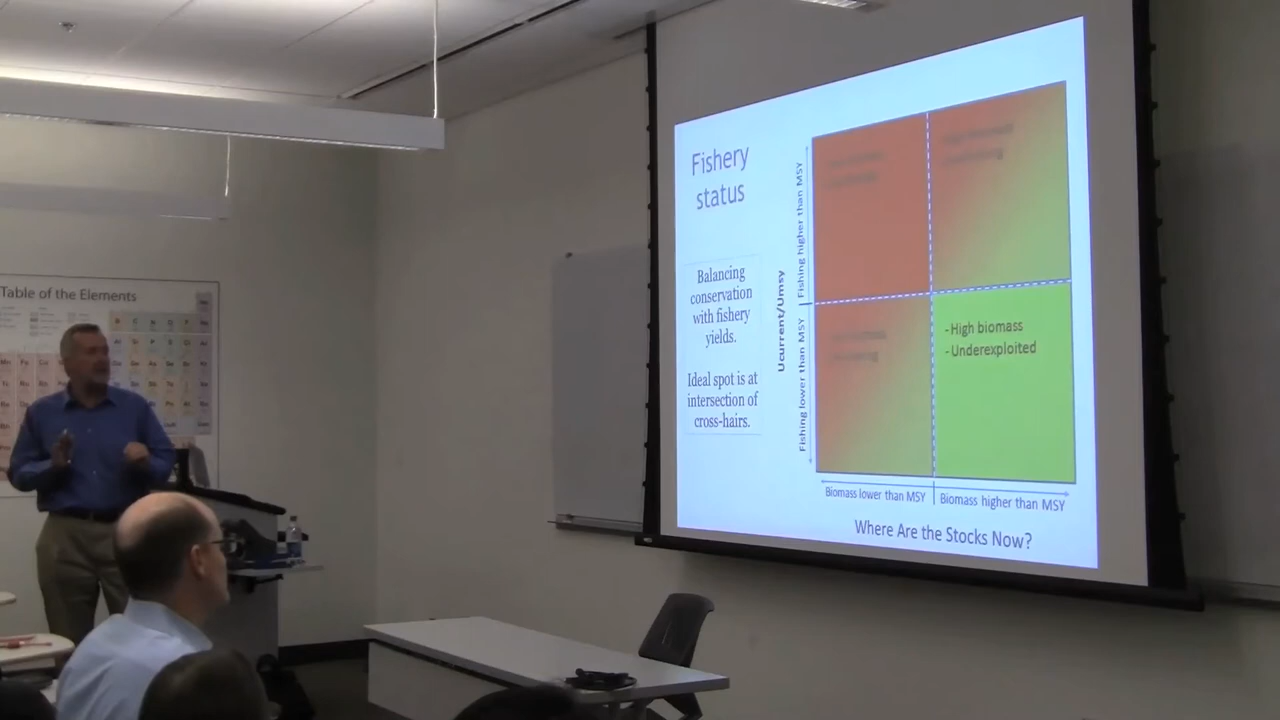 Table of the Elements
Fishery
status
Balancing
conservation
with fishery
yields.
Ideal spot is at
intersection of
cross-hairs.
Ucurrent/Umsy
Fishing higher than MSY
Fishing lower than MSY
- High biomass
- Underexploited
Biomass lower than MSY
Biomass higher than MSY
Where Are the Stocks Now?